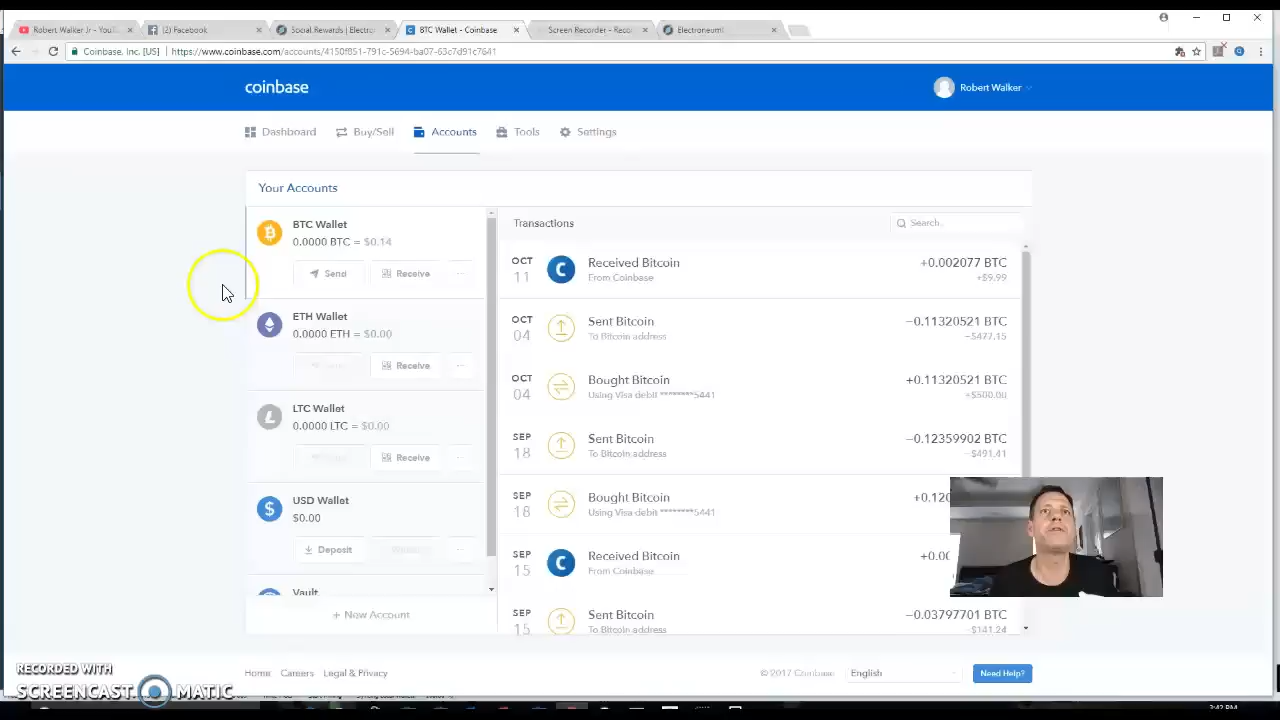 Robert Walker
(2) Facebook
Social Rewards | Electro
BTC Wallet - Coinbase
Screen Recorder - Reco
Electroneum!
Coinbase, Inc. [US]
https://www.coinbase.com/accounts/4150f851-791c-5694-ba07-63c7d91c7641
coinbase
Robert Walker
Dashboard
Buy/Sell
Accounts
Tools
Settings
Your Accounts
BTC Wallet
0.0000 BTC = $0.14
Send
Receive
ETH Wallet
0.0000 ETH = $0.00
Receive
LTC Wallet
0.0000 LTC = $0.00
Receive
USD Wallet
$0.00
Deposit
Vault
+ New Account
Transactions
Search
OCT 11
Received Bitcoin
+0.002077 BTC
From Coinbase
+$9.99
OCT 04
Sent Bitcoin
−0.11320521 BTC
To Bitcoin address
−$477.15
OCT 04
Bought Bitcoin
+0.11320521 BTC
Using Visa debit ********5441
+$500.00
SEP 18
Sent Bitcoin
−0.12359902 BTC
To Bitcoin address
−$491.41
SEP 18
Bought Bitcoin
+0.120
Using Visa debit ********5441
SEP 15
Received Bitcoin
+0.00
From Coinbase
SEP 15
Sent Bitcoin
−0.03797701 BTC
To Bitcoin address
−$141.24
Home
Careers
Legal & Privacy
© 2017 Coinbase
English
Need Help?
RECORDED WITH
SCREENCAST MATIC